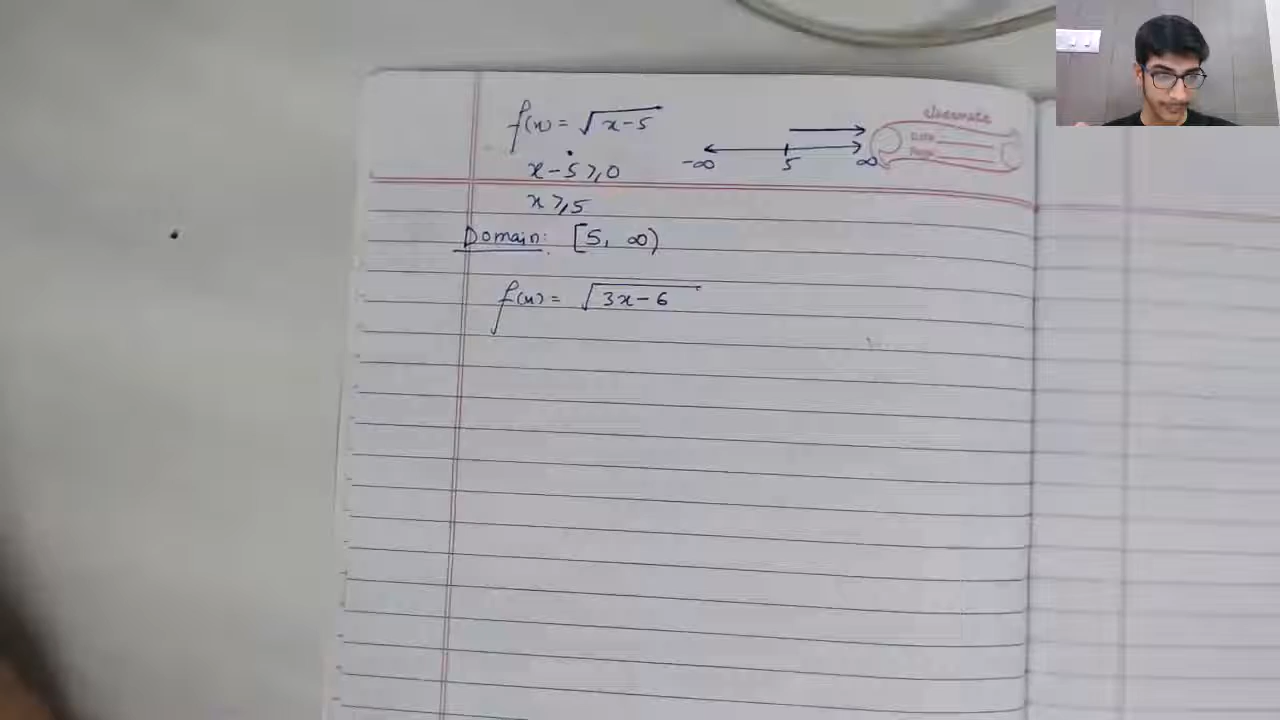 f(x) = √x-5
x-5 ≥ 0
-∞ 5 ∞
x ≥ 5
Domain: [5, ∞)
f(x) = √3x-6
classmate
Date
Page